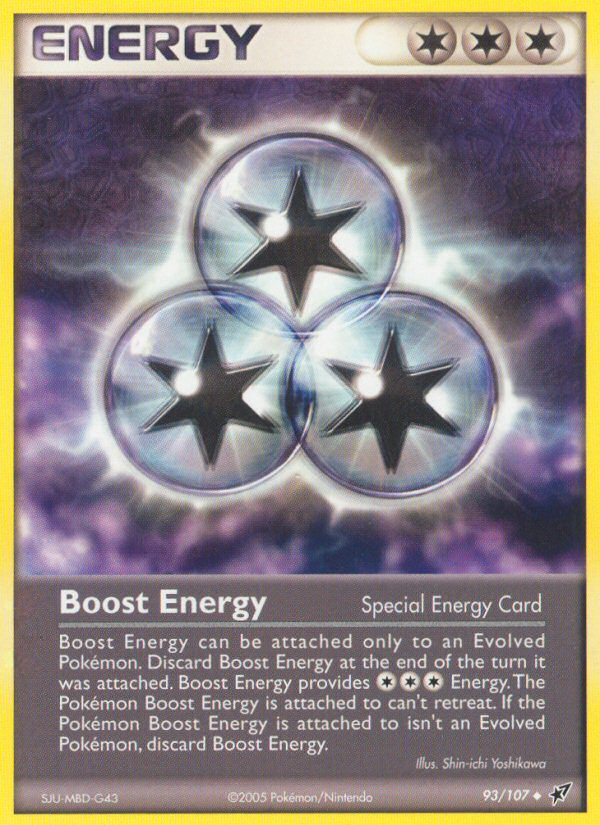 ENERGY
Boost Energy Special Energy Card
Boost Energy can be attached only to an Evolved
Pokémon. Discard Boost Energy at the end of the turn it
was attached. Boost Energy provides Energy. The
Pokémon Boost Energy is attached to can't retreat. If the
Pokémon Boost Energy is attached to isn't an Evolved
Pokémon, discard Boost Energy.
Illus. Shin-ichi Yoshikawa
SJU-MBD-G43 ©2005 Pokémon/Nintendo 93/107